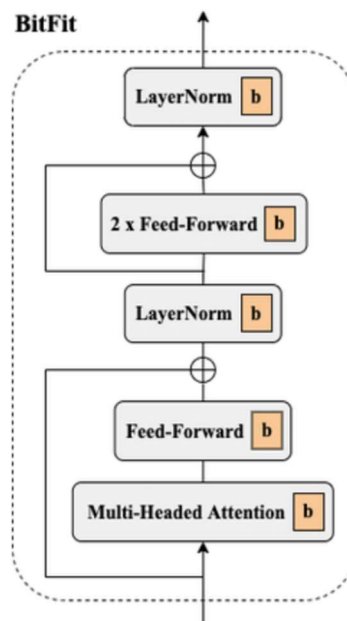 BitFit
LayerNorm b
2 x Feed-Forward b
LayerNorm b
Feed-Forward b
Multi-Headed Attention b